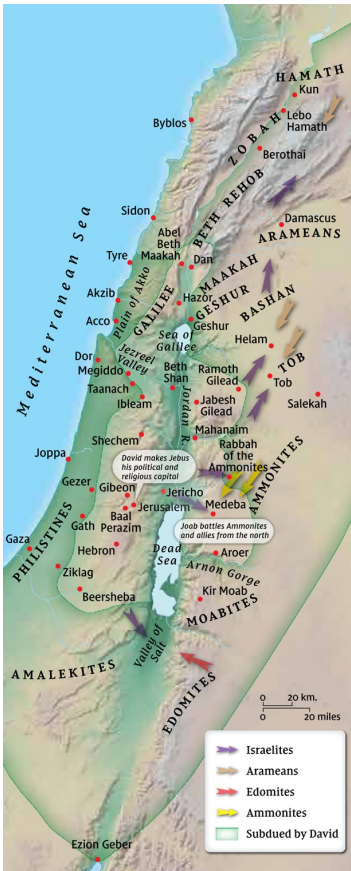 HAMATH
Kun
Lebo
Hamath
Byblos
ZOBAH
Berothai
BETH REHOB
Sidon
Damascus
ARAMEANS
Abel
Beth
Maakah
Dan
Tyre
MAAKAH
Mediterranean Sea
Akzib
Plain of Akko
GALILEE
Hazor
GESHUR
BASHAN
Acco
Geshur
Sea of
Galilee
Helam
Dor
Jezreel
Valley
Megiddo
Beth
Shan
Ramoth
Gilead
TOB
Tob
Taanach
Ibleam
Jordan R.
Jabesh
Gilead
Salekah
Mahanaim
Shechem
Rabbah
of the
Ammonites
AMMONITES
Joppa
David makes Jebus
his political and
religious capital
Gezer
Gibeon
Jericho
Jerusalem
Medeba
Baal
Perazim
Gath
PHILISTINES
Joab battles Ammonites
and allies from the north
Gaza
Hebron
Dead
Sea
Aroer
Arnon Gorge
Ziklag
Beersheba
Kir Moab
MOABITES
Valley of
Salt
AMALEKITES
EDOMITES
0 20 km.
0 20 miles
Israelites
Arameans
Edomites
Ammonites
Subdued by David
Ezion Geber